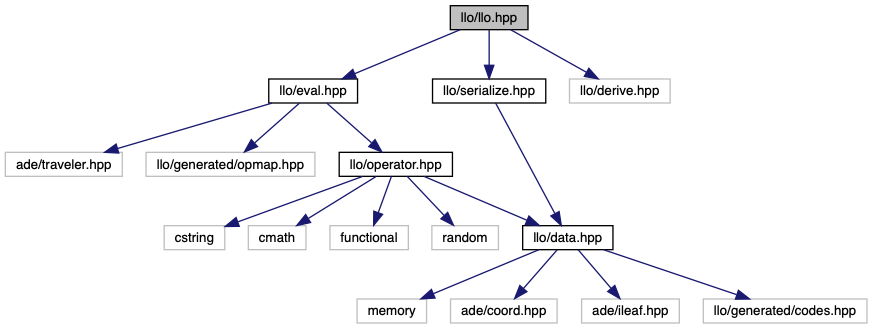 llo/llo.hpp
llo/eval.hpp
llo/serialize.hpp
llo/derive.hpp
ade/traveler.hpp
llo/generated/opmap.hpp
llo/operator.hpp
cstring
cmath
functional
random
llo/data.hpp
memory
ade/coord.hpp
ade/ileaf.hpp
llo/generated/codes.hpp